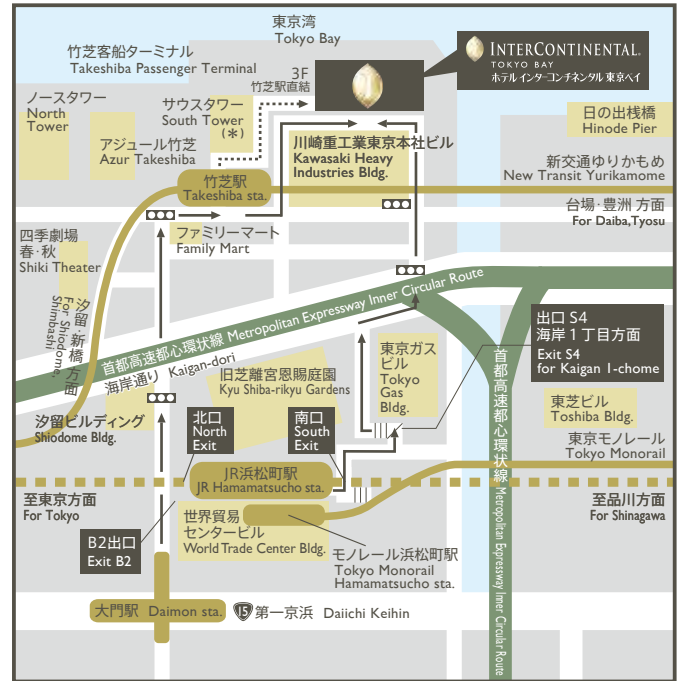 東京湾
Tokyo Bay
竹芝客船ターミナル
Takeshiba Passenger Terminal
3F
竹芝駅直結
INTERCONTINENTAL.
TOKYO BAY
ホテル インターコンチネンタル 東京ベイ
ノースタワー
North
Tower
サウスタワー
South Tower
(*)
アジュール竹芝
Azur Takeshiba
川崎重工業東京本社ビル
Kawasaki Heavy
Industries Bldg.
日の出桟橋
Hinode Pier
新交通ゆりかもめ
New Transit Yurikamome
竹芝駅
Takeshiba sta.
台場・豊洲 方面
For Daiba,Tyosu
ファミリーマート
Family Mart
四季劇場
春・秋
Shiki Theater
汐留・新橋 方面
For Shiodome,
Shimbashi
首都高速都心環状線 Metropolitan Expressway Inner Circular Route
海岸通り Kaigan-dori
出口 S4
海岸１丁目方面
Exit S4
for Kaigan 1-chome
東京ガス
ビル
Tokyo
Gas
Bldg.
旧芝離宮恩賜庭園
Kyu Shiba-rikyu Gardens
首都高速都心環状線 Metropolitan Expressway Inner Circular Route
東芝ビル
Toshiba Bldg.
汐留ビルディング
Shiodome Bldg.
北口
North
Exit
南口
South
Exit
東京モノレール
Tokyo Monorail
JR浜松町駅
JR Hamamatsucho sta.
至東京方面
For Tokyo
至品川方面
For Shinagawa
世界貿易
センタービル
World Trade Center Bldg.
B2出口
Exit B2
モノレール浜松町駅
Tokyo Monorail
Hamamatsucho sta.
大門駅 Daimon sta.
15 第一京浜 Daiichi Keihin